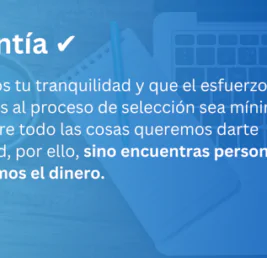 ntía ✔
os tu tranquilidad y que el esfuerzo
s al proceso de selección sea míni
re todo las cosas queremos darte
d, por ello, sino encuentras person
mos el dinero.